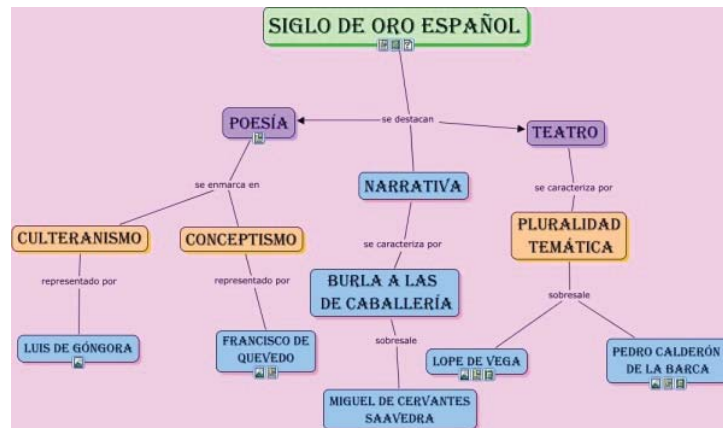 SIGLO DE ORO ESPAÑOL
se destacan
POESÍA
TEATRO
NARRATIVA
se enmarca en
se caracteriza por
CULTERANISMO
CONCEPTISMO
PLURALIDAD
TEMÁTICA
se caracteriza por
representado por
representado por
BURLA A LAS
DE CABALLERÍA
sobresale
LUIS DE GÓNGORA
FRANCISCO DE
QUEVEDO
sobresale
LOPE DE VEGA
PEDRO CALDERÓN
DE LA BARCA
MIGUEL DE CERVANTES
SAAVEDRA